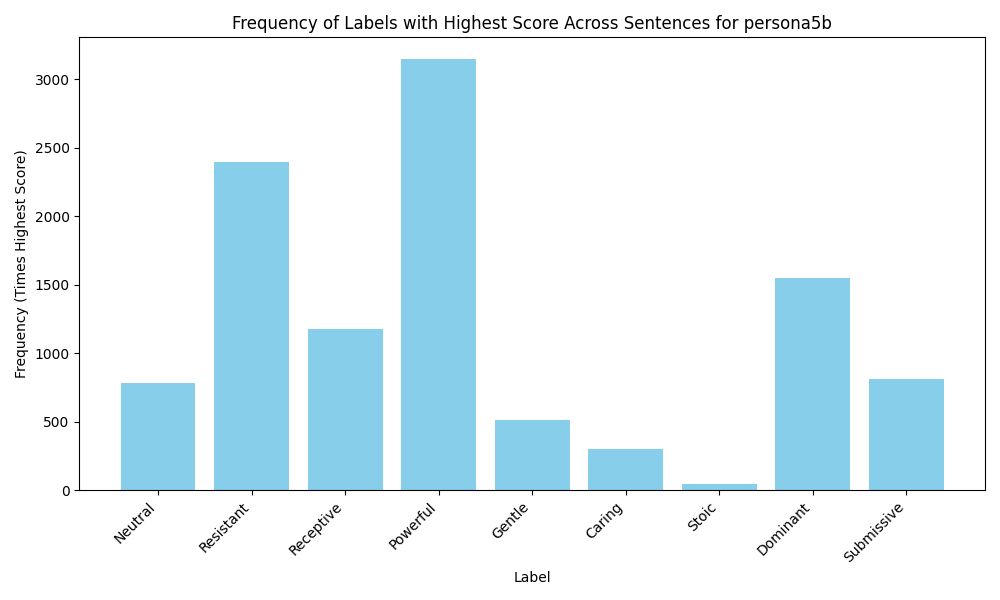 Frequency of Labels with Highest Score Across Sentences for persona5b
Frequency (Times Highest Score)
3000
2500
2000
1500
1000
500
0
Neutral
Resistant
Receptive
Powerful
Gentle
Caring
Stoic
Dominant
Submissive
Label